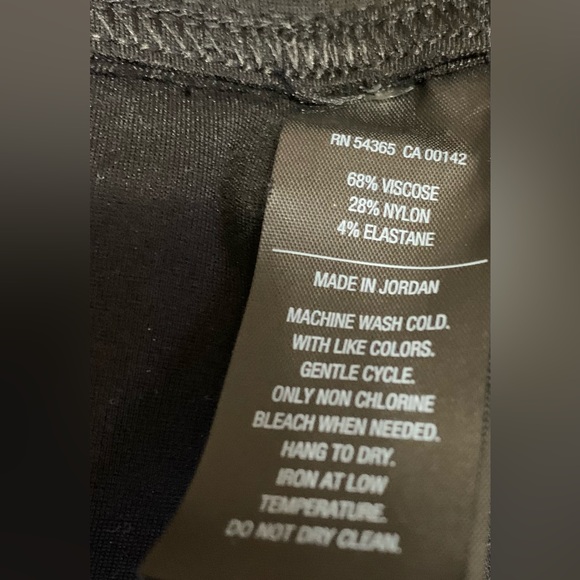 RN 54365 CA 00142
68% VISCOSE
28% NYLON
4% ELASTANE
MADE IN JORDAN
MACHINE WASH COLD.
WITH LIKE COLORS.
GENTLE CYCLE.
ONLY NON CHLORINE
BLEACH WHEN NEEDED.
HANG TO DRY.
IRON AT LOW
TEMPERATURE.
DO NOT DRY CLEAN.